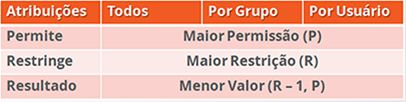 Atribuições Todos Por Grupo Por Usuário
Permite Maior Permissão (P)
Restringe Maior Restrição (R)
Resultado Menor Valor (R – 1, P)